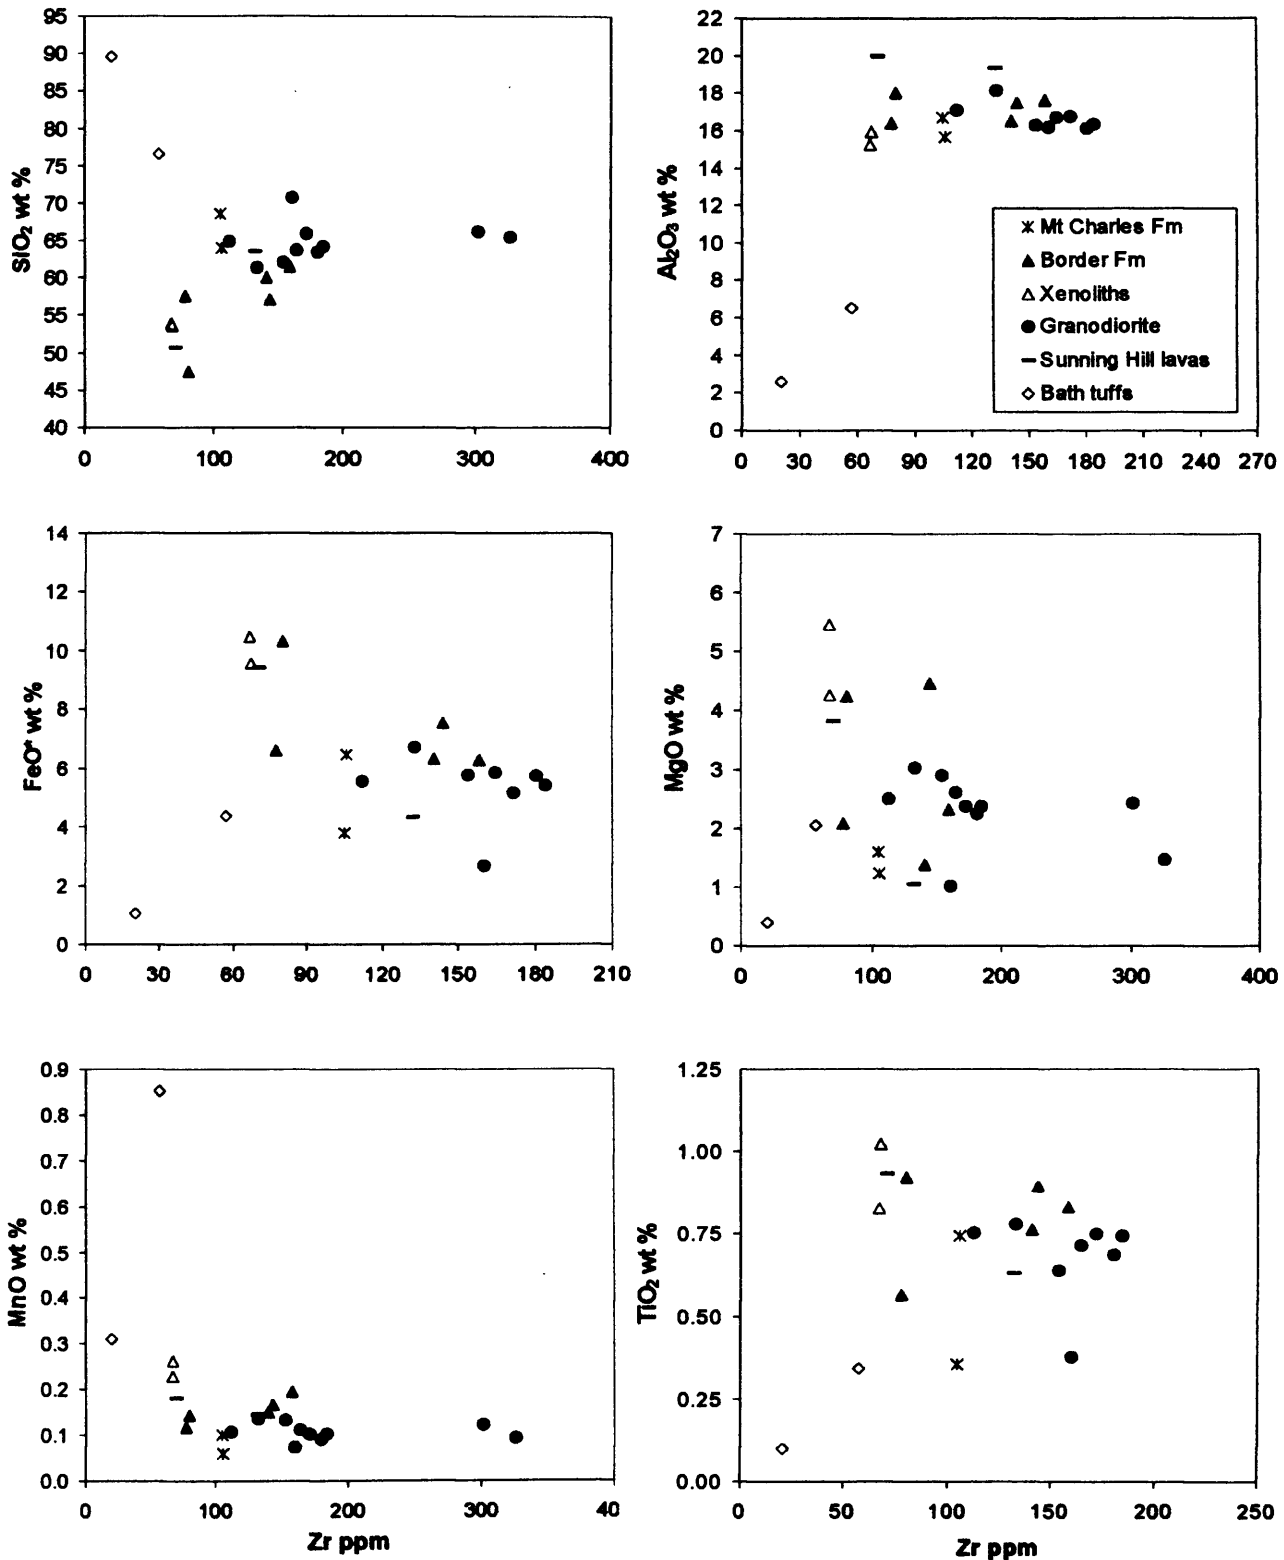 95
90
85
80
75
70
65
60
55
50
45
40
SiO₂ wt %
0 100 200 300 400
22
20
18
16
14
12
10
8
6
4
2
0
Al₂O₃ wt %
0 30 60 90 120 150 180 210 240 270
Mt Charles Fm
Border Fm
Xenoliths
Granodiorite
Sunning Hill lavas
Bath tuffs
14
12
10
8
6
4
2
0
FeO* wt %
0 30 60 90 120 150 180 210
7
6
5
4
3
2
1
0
MgO wt %
0 100 200 300 400
0.9
0.8
0.7
0.6
0.5
0.4
0.3
0.2
0.1
0.0
MnO wt %
0 100 200 300 40
Zr ppm
1.25
1.00
0.75
0.50
0.25
0.00
TiO₂ wt %
0 50 100 150 200 250
Zr ppm